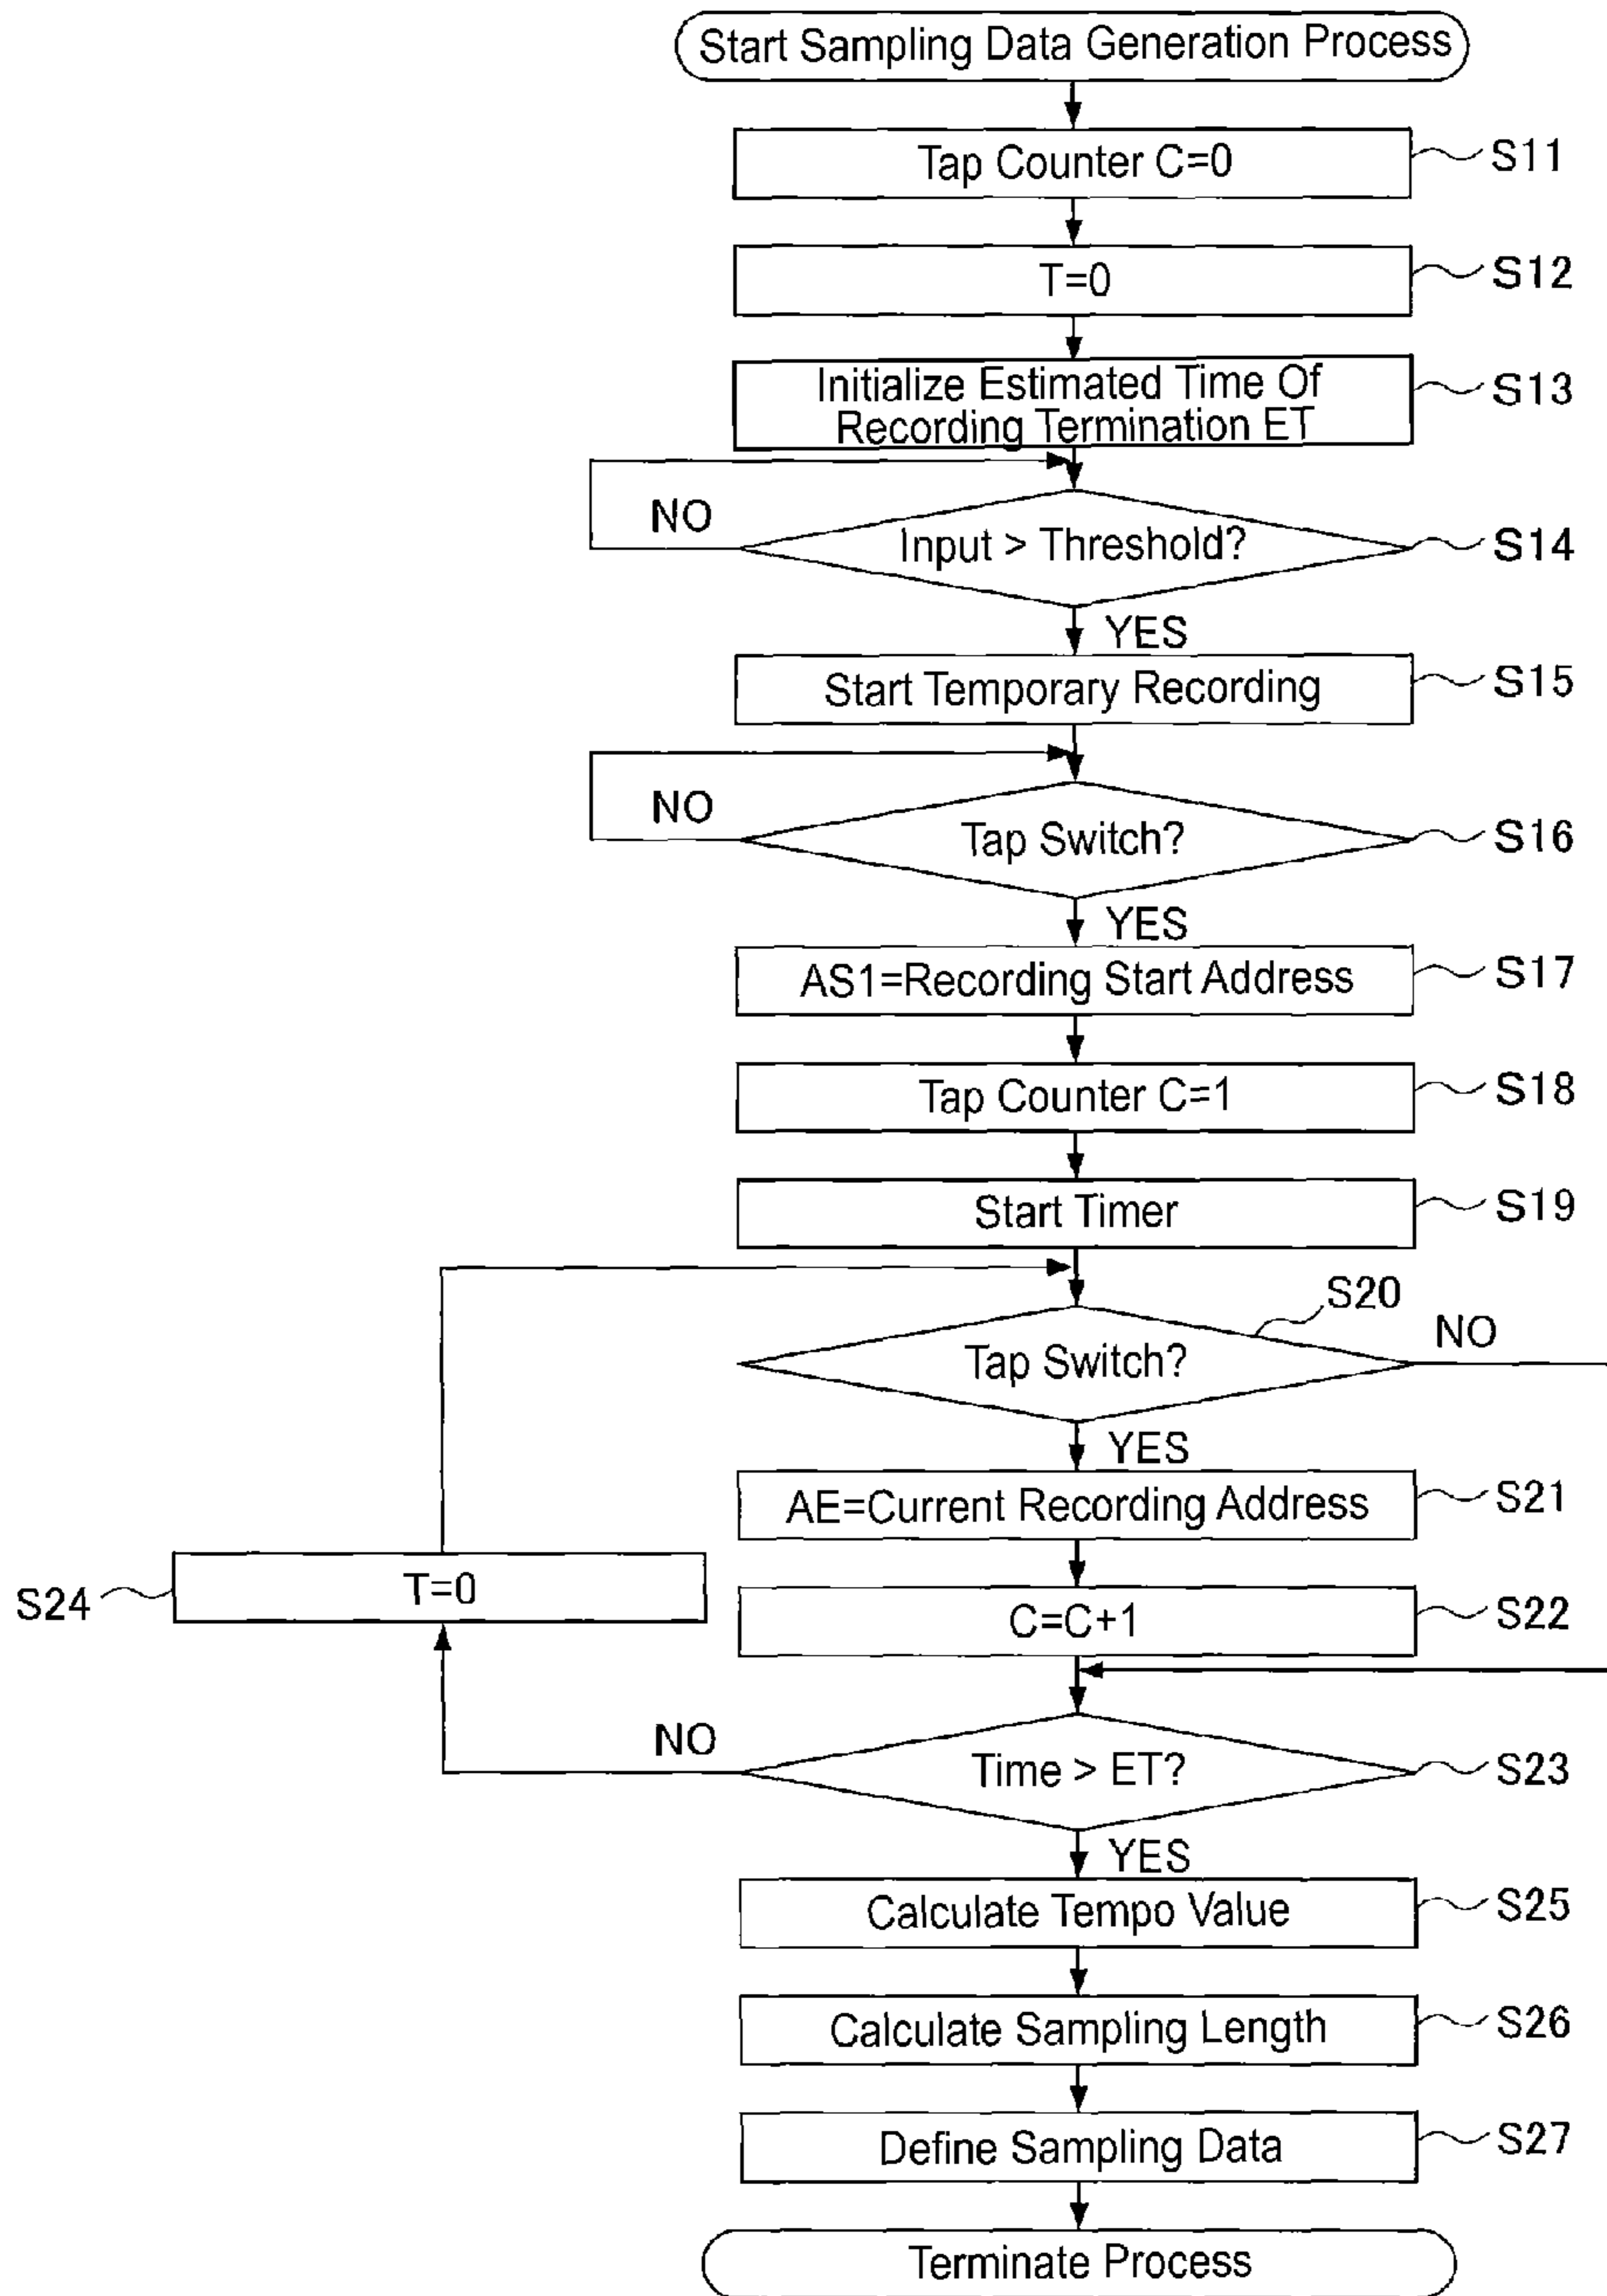 Start Sampling Data Generation Process
Tap Counter C=0
S11
T=0
S12
Initialize Estimated Time Of
Recording Termination ET
S13
NO
Input > Threshold?
S14
YES
Start Temporary Recording
S15
NO
Tap Switch?
S16
YES
AS1=Recording Start Address
S17
Tap Counter C=1
S18
Start Timer
S19
S20
Tap Switch?
NO
YES
AE=Current Recording Address
S21
S24
T=0
C=C+1
S22
NO
Time > ET?
S23
YES
Calculate Tempo Value
S25
Calculate Sampling Length
S26
Define Sampling Data
S27
Terminate Process